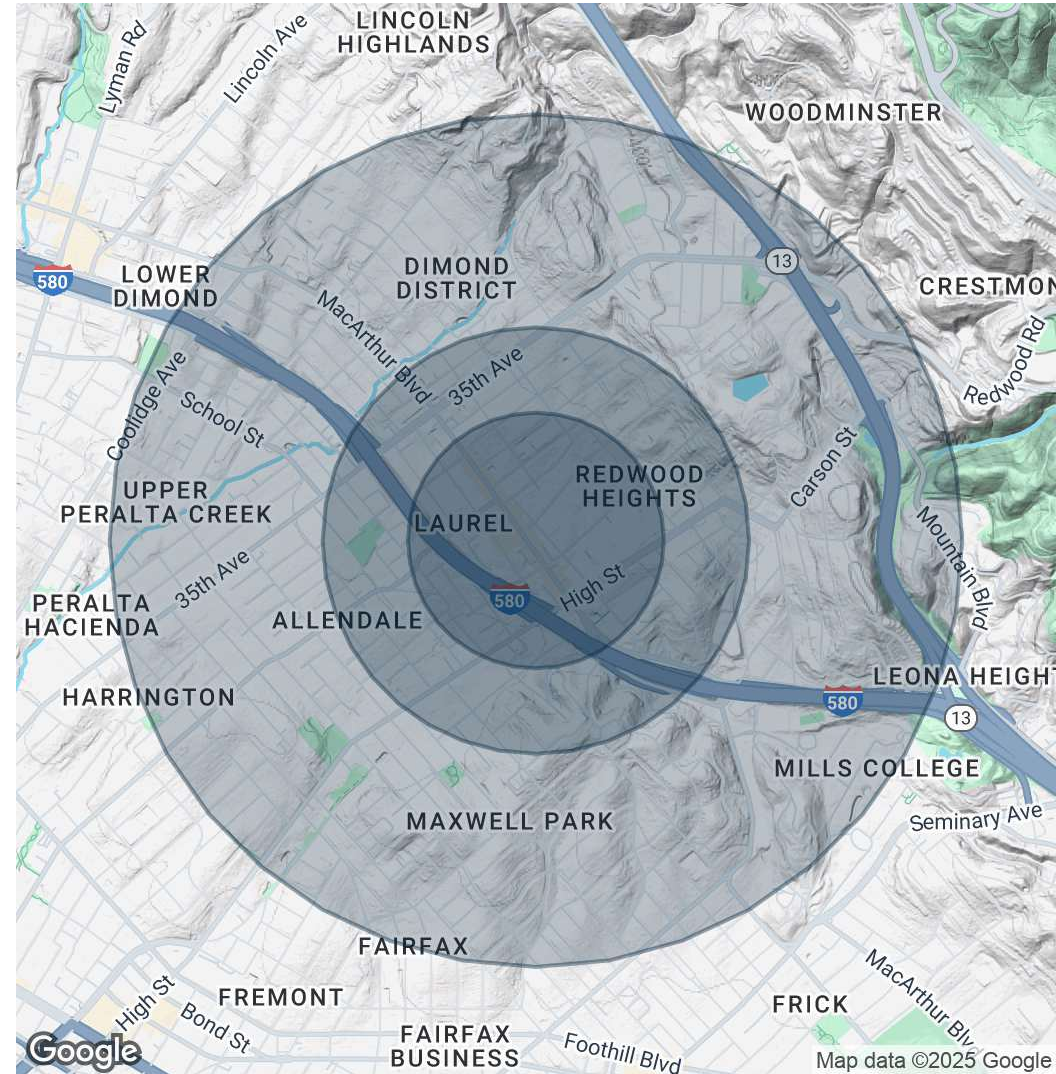 LINCOLN
HIGHLANDS
Lyman Rd
Lincoln Ave
WOODMINSTER
580
LOWER
DIMOND
DIMOND
DISTRICT
13
CRESTMON
MacArthur Blvd
35th Ave
Redwood Rd
Coolidge Ave
School St
Carson St
REDWOOD
HEIGHTS
UPPER
PERALTA CREEK
LAUREL
Mountain Blvd
35th Ave
High St
580
PERALTA
HACIENDA
ALLENDALE
LEONA HEIGHT
HARRINGTON
580
13
MILLS COLLEGE
MAXWELL PARK
Seminary Ave
FAIRFAX
MacArthur Blv
High St
FREMONT
FRICK
Bond St
FAIRFAX
BUSINESS
Foothill Blvd
Google
Map data ©2025 Google